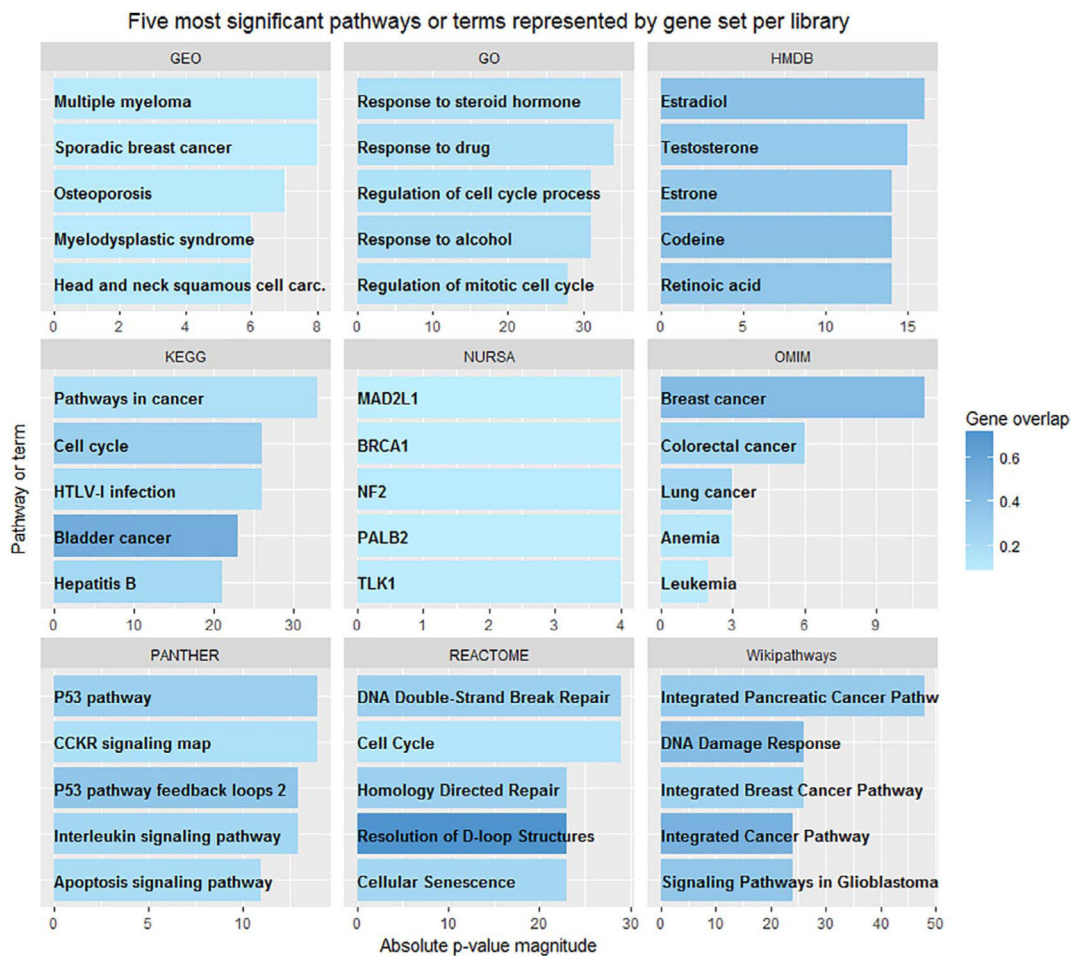 Five most significant pathways or terms represented by gene set per library
GEO
Multiple myeloma
Sporadic breast cancer
Osteoporosis
Myelodysplastic syndrome
Head and neck squamous cell carc.
0 2 4 6 8
GO
Response to steroid hormone
Response to drug
Regulation of cell cycle process
Response to alcohol
Regulation of mitotic cell cycle
0 10 20 30
HMDB
Estradiol
Testosterone
Estrone
Codeine
Retinoic acid
0 5 10 15
KEGG
Pathways in cancer
Cell cycle
HTLV-I infection
Bladder cancer
Hepatitis B
0 10 20 30
NURSA
MAD2L1
BRCA1
NF2
PALB2
TLK1
0 1 2 3 4
OMIM
Breast cancer
Colorectal cancer
Lung cancer
Anemia
Leukemia
0 3 6 9
PANTHER
P53 pathway
CCKR signaling map
P53 pathway feedback loops 2
Interleukin signaling pathway
Apoptosis signaling pathway
0 5 10
REACTOME
DNA Double-Strand Break Repair
Cell Cycle
Homology Directed Repair
Resolution of D-loop Structures
Cellular Senescence
0 10 20 30
Wikipathways
Integrated Pancreatic Cancer Pathw
DNA Damage Response
Integrated Breast Cancer Pathway
Integrated Cancer Pathway
Signaling Pathways in Glioblastoma
0 10 20 30 40 50
Pathway or term
Absolute p-value magnitude
Gene overlap
0.6
0.4
0.2